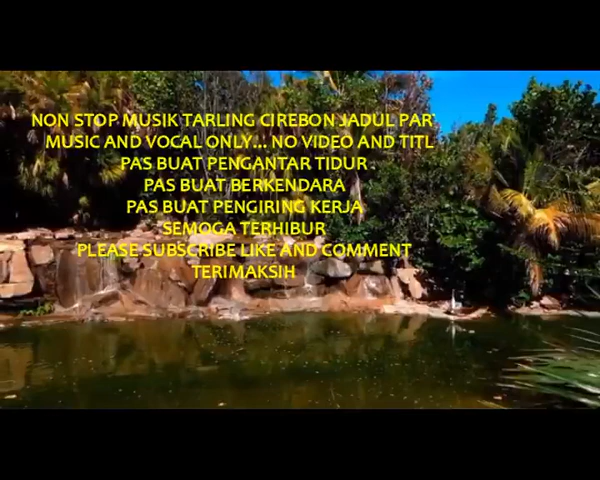 NON STOP MUSIK TARLING CIREBON JADUL PAR
MUSIC AND VOCAL ONLY... NO VIDEO AND TITL
PAS BUAT PENGANTAR TIDUR
PAS BUAT BERKENDARA
PAS BUAT PENGIRING KERJA
SEMOGA TERHIBUR
PLEASE SUBSCRIBE LIKE AND COMMENT
TERIMAKSIH